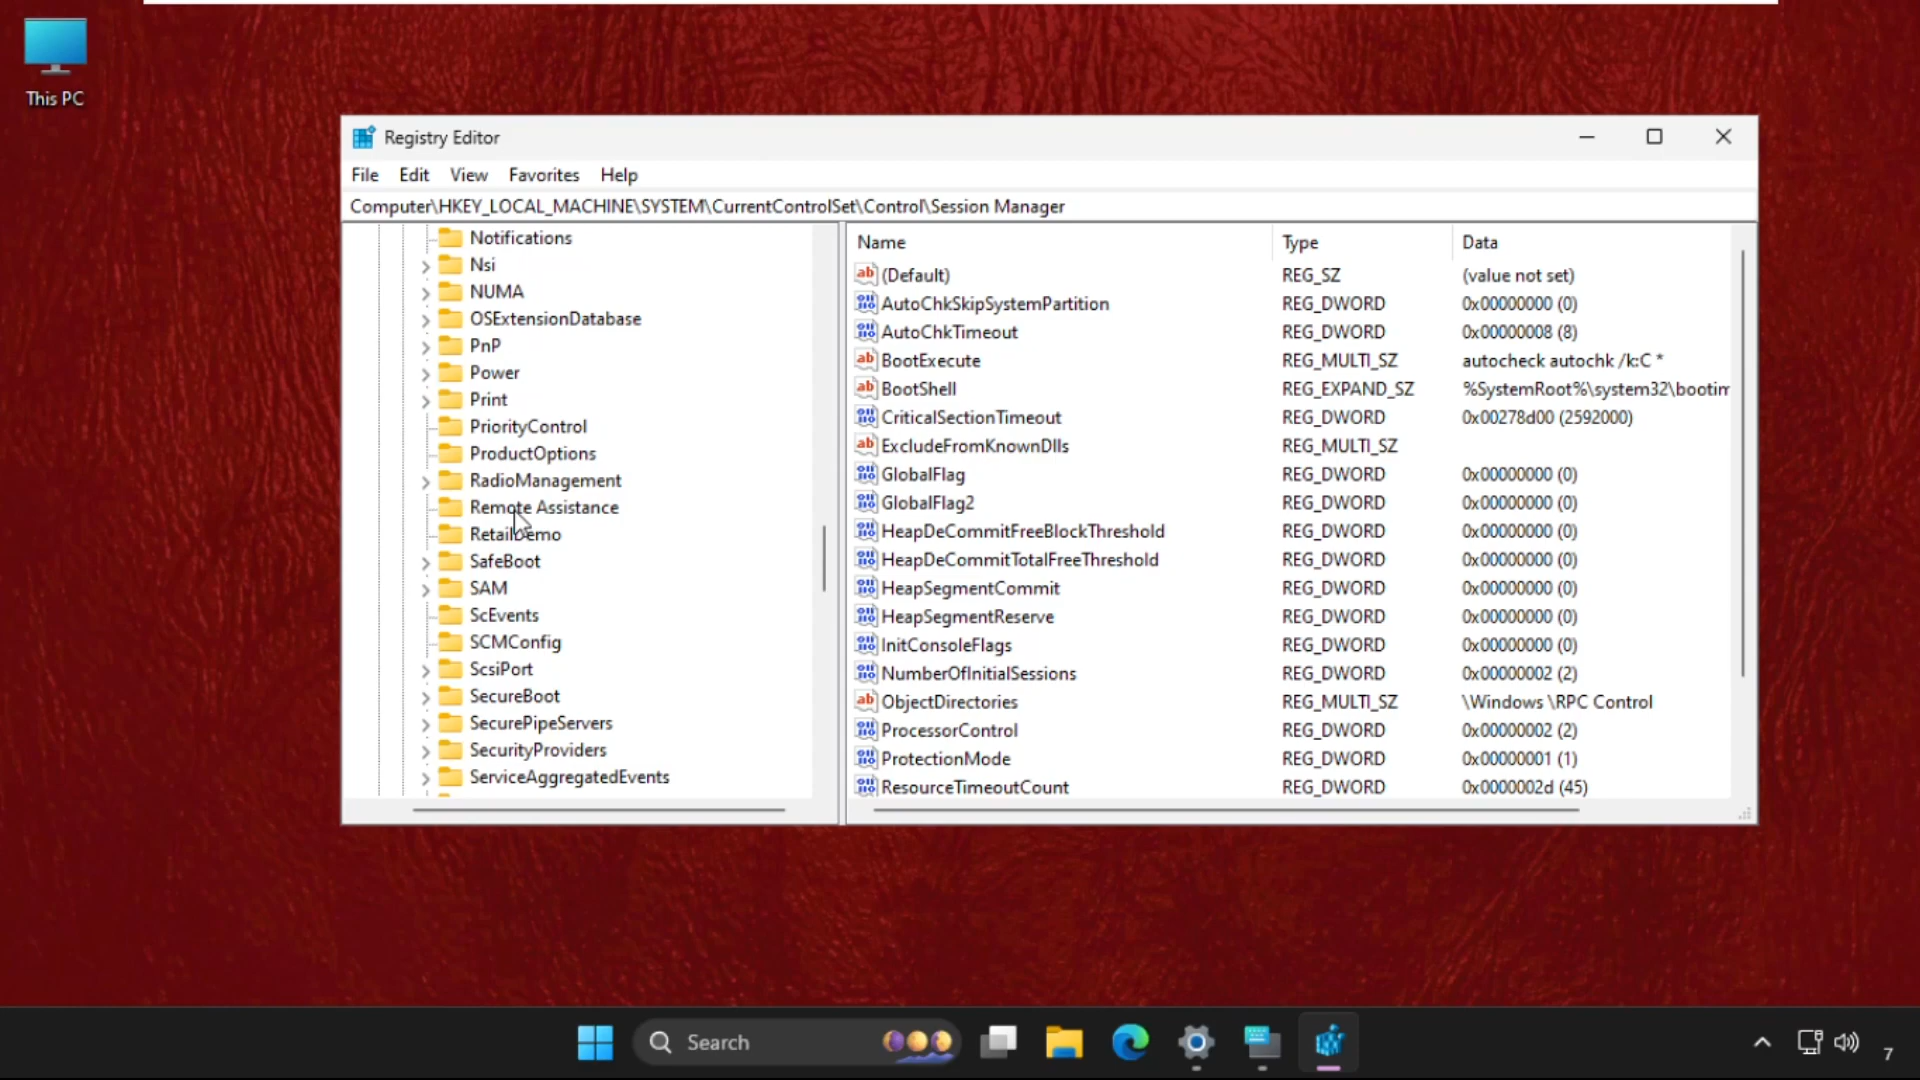 This PC
Registry Editor
File Edit View Favorites Help
Computer\HKEY_LOCAL_MACHINE\SYSTEM\CurrentControlSet\Control\Session Manager
Notifications
Nsi
NUMA
OSExtensionDatabase
PnP
Power
Print
PriorityControl
ProductOptions
RadioManagement
Remote Assistance
RetailDemo
SafeBoot
SAM
ScEvents
SCMConfig
ScsiPort
SecureBoot
SecurePipeServers
SecurityProviders
ServiceAggregatedEvents
Name Type Data
(Default) REG_SZ (value not set)
AutoChkSkipSystemPartition REG_DWORD 0x00000000 (0)
AutoChkTimeout REG_DWORD 0x00000008 (8)
BootExecute REG_MULTI_SZ autocheck autochk /k:C *
BootShell REG_EXPAND_SZ %SystemRoot%\system32\bootim
CriticalSectionTimeout REG_DWORD 0x00278d00 (2592000)
ExcludeFromKnownDlls REG_MULTI_SZ
GlobalFlag REG_DWORD 0x00000000 (0)
GlobalFlag2 REG_DWORD 0x00000000 (0)
HeapDeCommitFreeBlockThreshold REG_DWORD 0x00000000 (0)
HeapDeCommitTotalFreeThreshold REG_DWORD 0x00000000 (0)
HeapSegmentCommit REG_DWORD 0x00000000 (0)
HeapSegmentReserve REG_DWORD 0x00000000 (0)
InitConsoleFlags REG_DWORD 0x00000000 (0)
NumberOfInitialSessions REG_DWORD 0x00000002 (2)
ObjectDirectories REG_MULTI_SZ \Windows \RPC Control
ProcessorControl REG_DWORD 0x00000002 (2)
ProtectionMode REG_DWORD 0x00000001 (1)
ResourceTimeoutCount REG_DWORD 0x0000002d (45)
Search
7